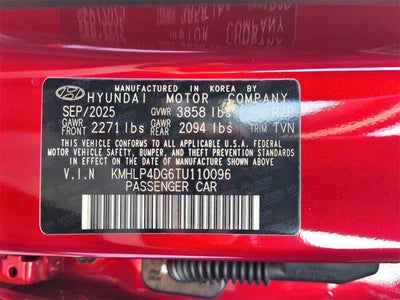 MANUFACTURED IN KOREA BY
HYUNDAI MOTOR COMPANY
SEP/2025 GVWR 3858 lbs R2P
GAWR FRONT 2271 lbs GAWR 2094 lbs TRIM TVN
THIS VEHICLE CONFORMS TO ALL APPLICABLE
U.S. FEDERAL MOTOR VEHICLE
SAFETY, BUMPER, AND THEFT PREVENTION
STANDARDS IN EFFECT ON THE DATE OF
MANUFACTURE SHOWN ABOVE.
V.I.N KMHLP4DG6TU110096
PASSENGER CAR